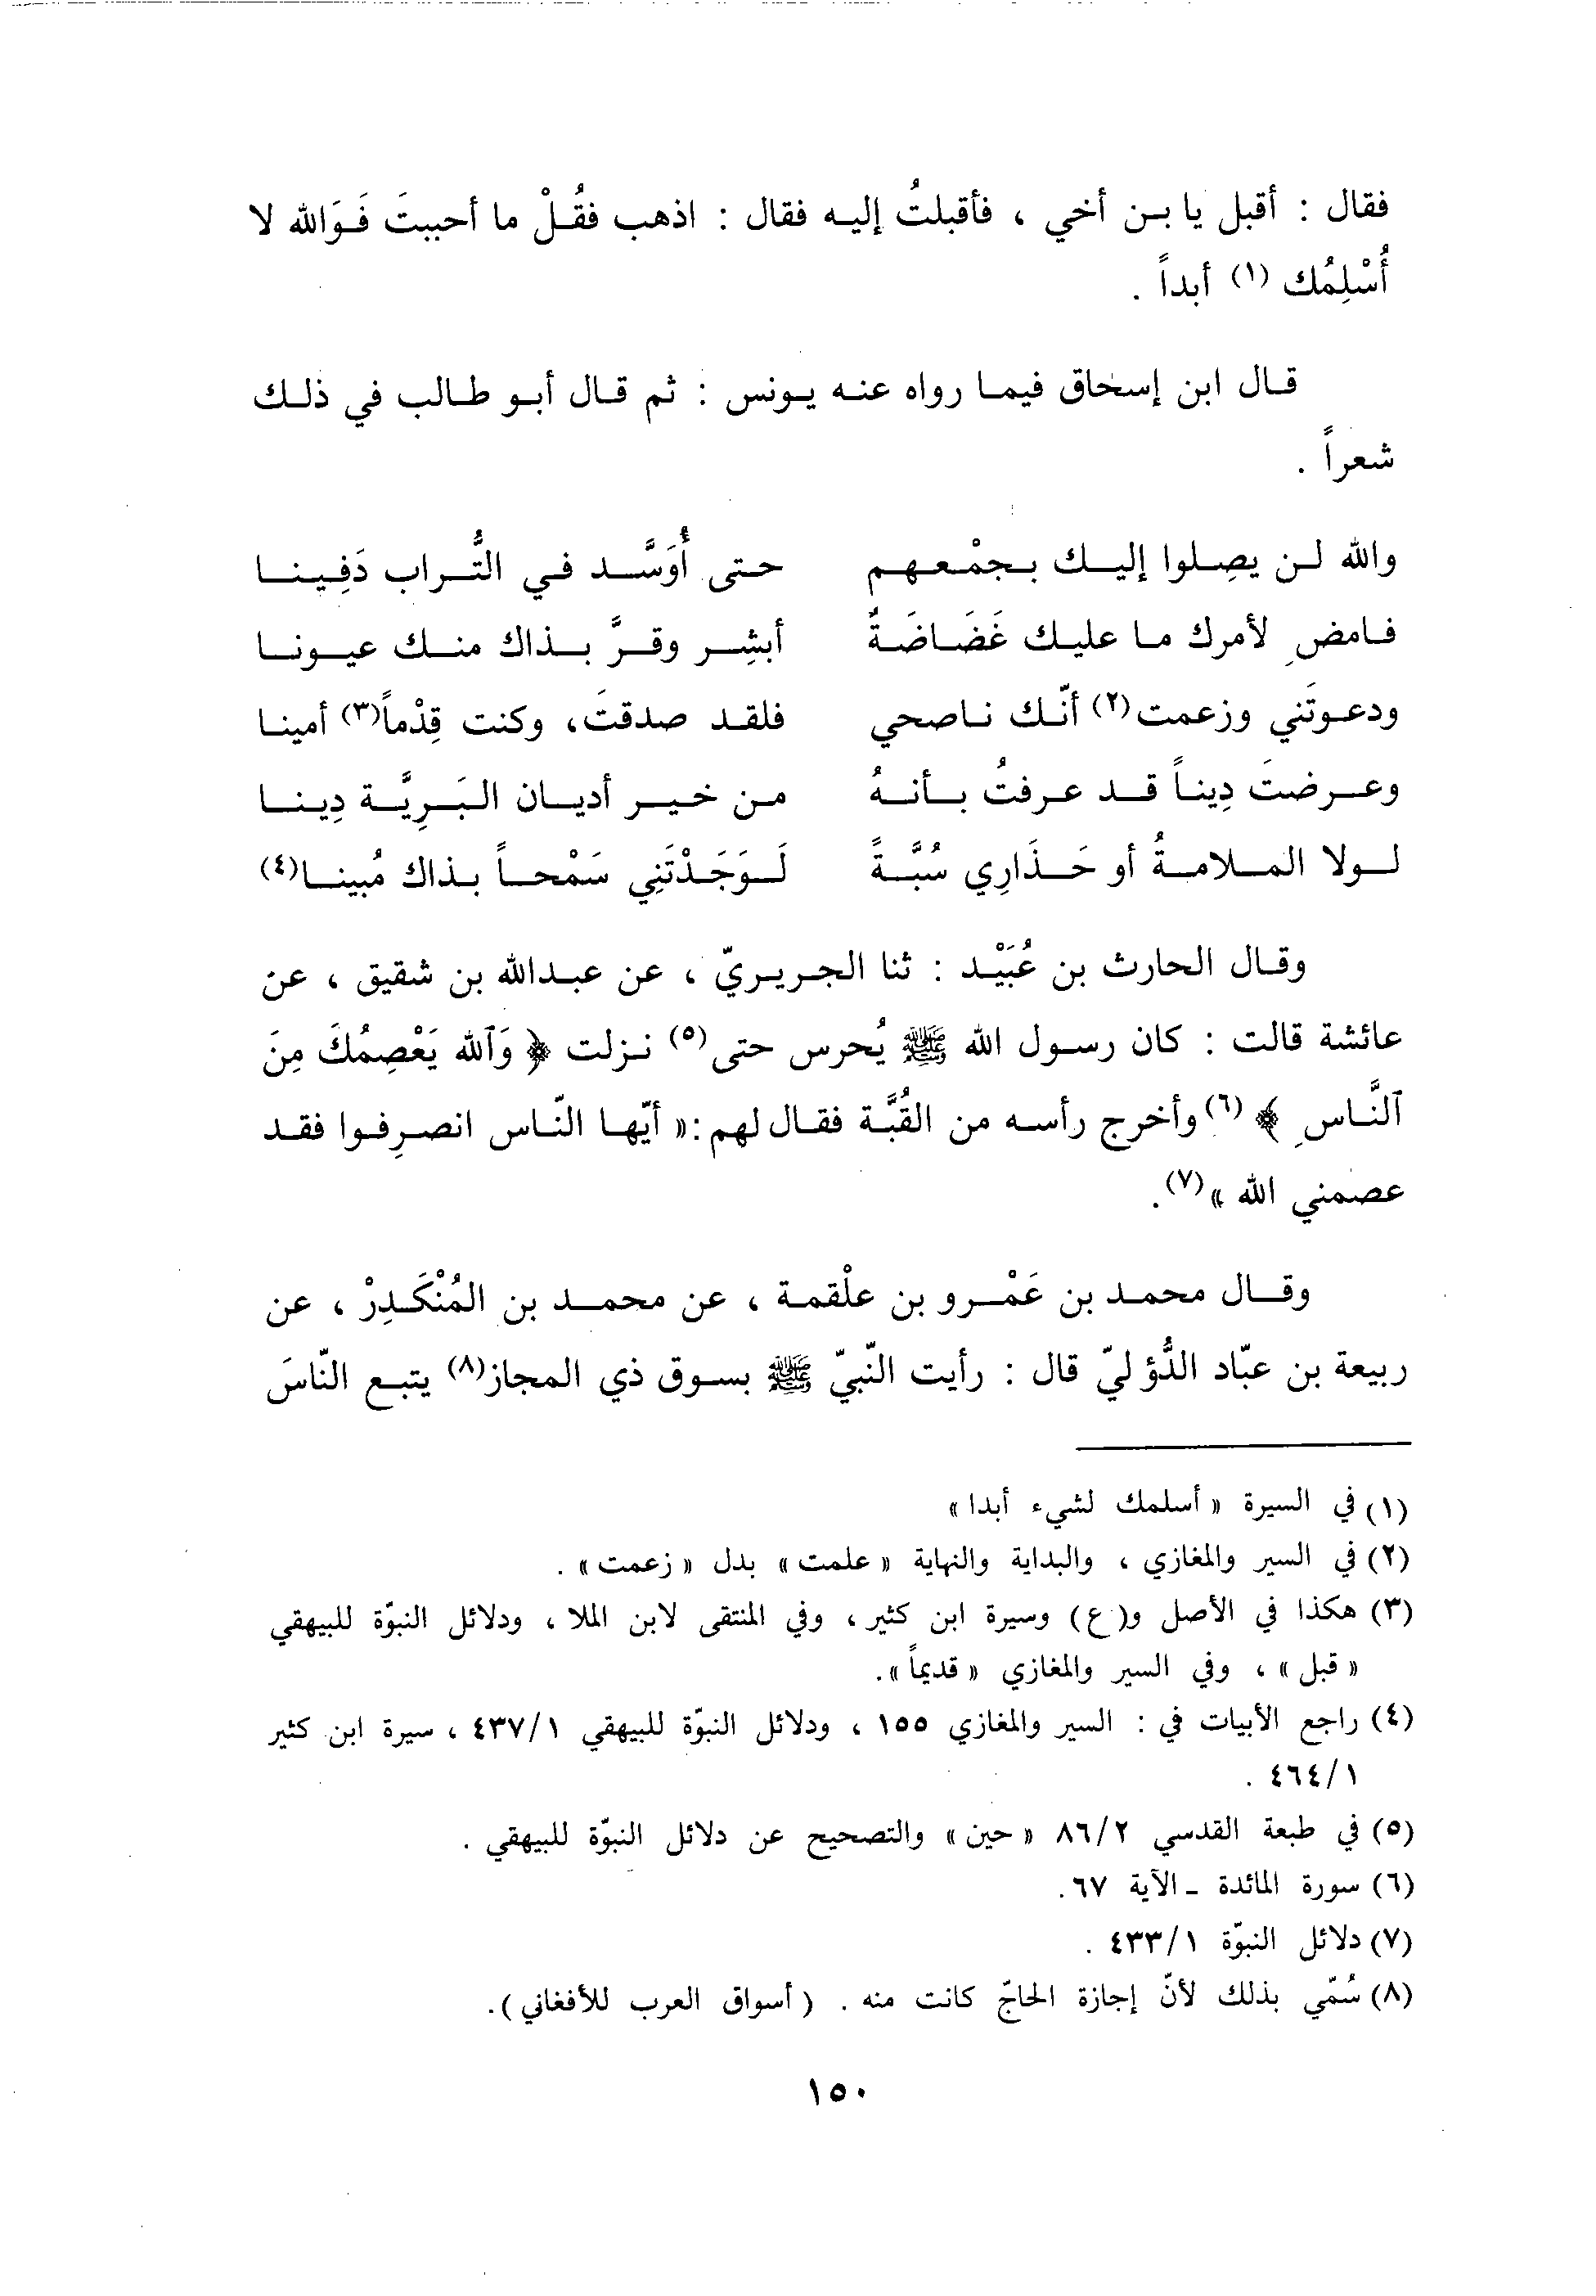 فقال : أقبل يا بن أخي ، فأقبلتُ إليه فقال : اذهب فقُلْ ما أحببتَ فَوَالله لا
أُسْلِمُك (١) أبداً .
قال ابن إسحاق فيما رواه عنه يونس : ثم قال أبو طالب في ذلك
شعراً .
والله لن يصِلوا إليك بجمْعهم حتى أُوَسَّد في التُّراب دَفِينا
فامضِ لأمرك ما عليك غَضَاضَةٌ أبشِر وقرَّ بذاك منك عيونا
ودعوتَني وزعمت (٢) أنّك ناصحي فلقد صدقتَ، وكنت قِدْماً (٣) أمينا
وعرضتَ دِيناً قد عرفتُ بأنهُ من خير أديان البَرِيَّة دِينا
لولا الملامةُ أو حَذَارِي سُبَّةً لَوَجَدْتَنِي سَمْحاً بذاك مُبينا (٤)
وقال الحارث بن عُبَيْد : ثنا الجريريّ ، عن عبدالله بن شقيق ، عن
عائشة قالت : كان رسول الله ﷺ يُحرس حتى (٥) نزلت ﴿ وَٱلله يَعْصِمُكَ مِنَ
ٱلنَّاسِ ﴾ (٦) وأخرج رأسه من القُبَّة فقال لهم : « أيّها النّاس انصرِفوا فقد
عصمني الله » (٧) .
وقال محمد بن عَمْرو بن علْقمة ، عن محمد بن المُنْكَدِرْ ، عن
ربيعة بن عبّاد الدُّؤليّ قال : رأيت النّبيّ ﷺ بسوق ذي المجاز (٨) يتبع النّاسَ
(١) في السيرة « أسلمك لشيء أبدا »
(٢) في السير والمغازي ، والبداية والنهاية « علمت » بدل « زعمت » .
(٣) هكذا في الأصل و( ع ) وسيرة ابن كثير ، وفي المنتقى لابن الملا ، ودلائل النبوّة للبيهقي
« قبل » ، وفي السير والمغازي « قديماً ».
(٤) راجع الأبيات في : السير والمغازي ١٥٥ ، ودلائل النبوّة للبيهقي ٤٣٧/١ ، سيرة ابن كثير
٤٦٤/١ .
(٥) في طبعة القدسي ٨٦/٢ « حين » والتصحيح عن دلائل النبوّة للبيهقي .
(٦) سورة المائدة ـ الآية ٦٧ .
(٧) دلائل النبوّة ٤٣٣/١ .
(٨) سُمّي بذلك لأنّ إجازة الحاجّ كانت منه . ( أسواق العرب للأفغاني ).
١٥٠